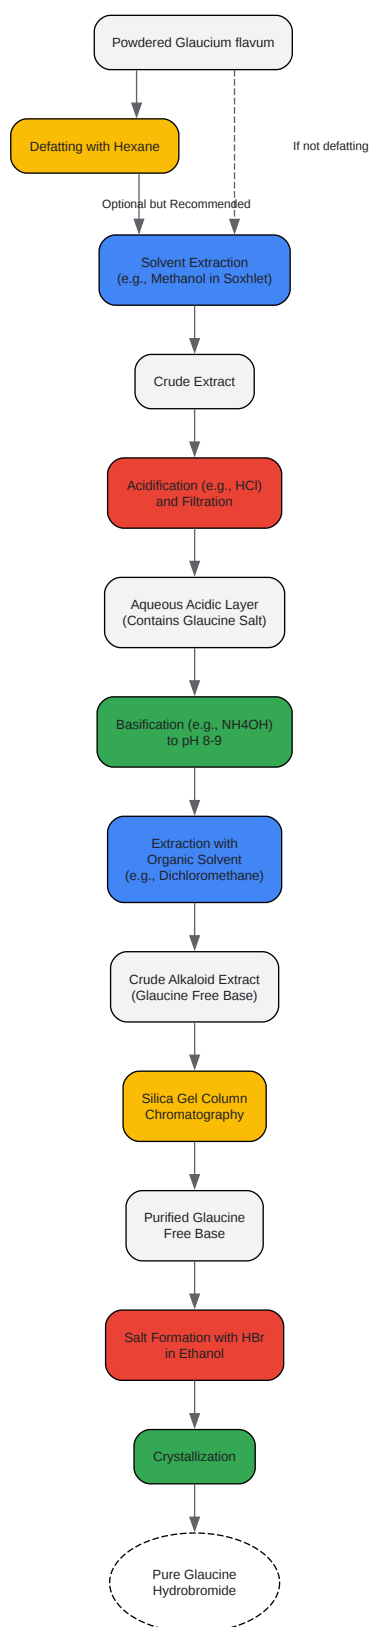 Powdered Glaucium flavum
Defatting with Hexane
If not defatting
Optional but Recommended
Solvent Extraction
(e.g., Methanol in Soxhlet)
Crude Extract
Acidification (e.g., HCl)
and Filtration
Aqueous Acidic Layer
(Contains Glaucine Salt)
Basification (e.g., NH4OH)
to pH 8-9
Extraction with
Organic Solvent
(e.g., Dichloromethane)
Crude Alkaloid Extract
(Glaucine Free Base)
Silica Gel Column
Chromatography
Purified Glaucine
Free Base
Salt Formation with HBr
in Ethanol
Crystallization
Pure Glaucine
Hydrobromide